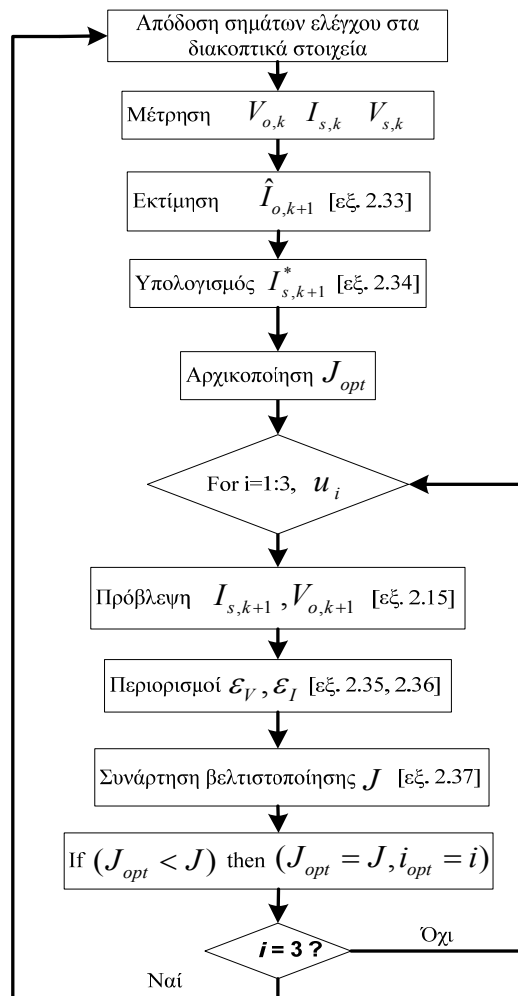 Απόδοση σημάτων ελέγχου στα
διακοπτικά στοιχεία
Μέτρηση V_{o,k} I_{s,k} V_{s,k}
Εκτίμηση Î_{o,k+1} [εξ. 2.33]
Υπολογισμός I^*_{s,k+1} [εξ. 2.34]
Αρχικοποίηση J_{opt}
For i=1:3, u_i
Πρόβλεψη I_{s,k+1} , V_{o,k+1} [εξ. 2.15]
Περιορισμοί ε_V , ε_I [εξ. 2.35, 2.36]
Συνάρτηση βελτιστοποίησης J [εξ. 2.37]
If (J_{opt} < J) then (J_{opt} = J, i_{opt} = i)
i = 3 ?
Όχι
Ναί